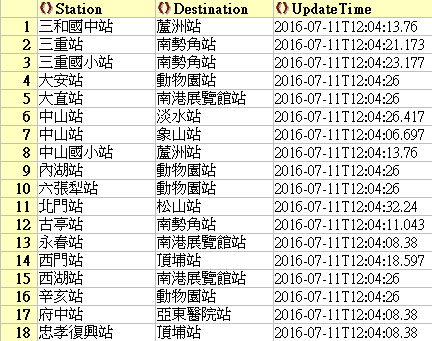 Station Destination UpdateTime
1 三和國中站 蘆洲站 2016-07-11T12:04:13.76
2 三重站 南勢角站 2016-07-11T12:04:21.173
3 三重國小站 南勢角站 2016-07-11T12:04:23.177
4 大安站 動物園站 2016-07-11T12:04:26
5 大直站 南港展覽館站 2016-07-11T12:04:26
6 中山站 淡水站 2016-07-11T12:04:26.417
7 中山站 象山站 2016-07-11T12:04:06.697
8 中山國小站 蘆洲站 2016-07-11T12:04:13.76
9 內湖站 動物園站 2016-07-11T12:04:26
10 六張犁站 動物園站 2016-07-11T12:04:26
11 北門站 松山站 2016-07-11T12:04:32.24
12 古亭站 南勢角站 2016-07-11T12:04:11.043
13 永春站 南港展覽館站 2016-07-11T12:04:08.38
14 西門站 頂埔站 2016-07-11T12:04:18.597
15 西湖站 南港展覽館站 2016-07-11T12:04:26
16 辛亥站 動物園站 2016-07-11T12:04:26
17 府中站 亞東醫院站 2016-07-11T12:04:08.38
18 忠孝復興站 頂埔站 2016-07-11T12:04:08.38